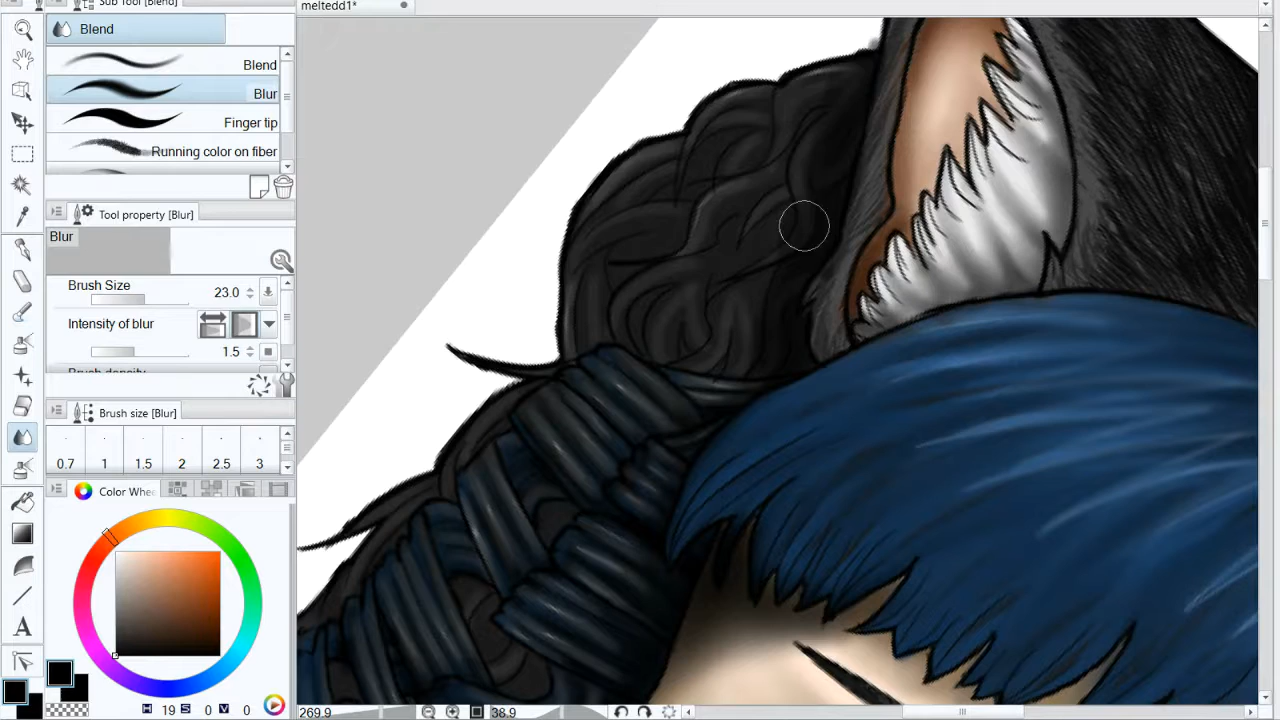 Sub Tool [Blend]
meltedd1*
Blend
Blend
Blur
Finger tip
Running color on fiber
Tool property [Blur]
Blur
Brush Size
23.0
Intensity of blur
1.5
Brush density
Brush size [Blur]
0.7 1 1.5 2 2.5 3
Color Whee
H 19 S 0 V 0
269.9
38.9